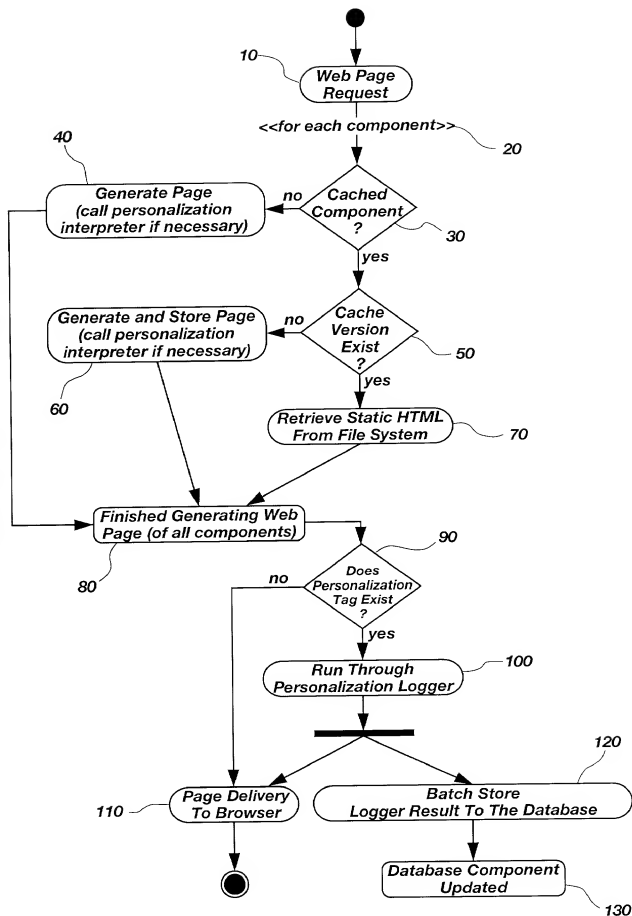 10
Web Page
Request
<<for each component>>
20
40
Generate Page
(call personalization
interpreter if necessary)
no
Cached
Component
?
30
yes
Generate and Store Page
(call personalization
interpreter if necessary)
60
no
Cache
Version
Exist
?
50
yes
Retrieve Static HTML
From File System
70
Finished Generating Web
Page (of all components)
80
90
no
Does
Personalization
Tag Exist
?
yes
Run Through
Personalization Logger
100
110
Page Delivery
To Browser
120
Batch Store
Logger Result To The Database
Database Component
Updated
130